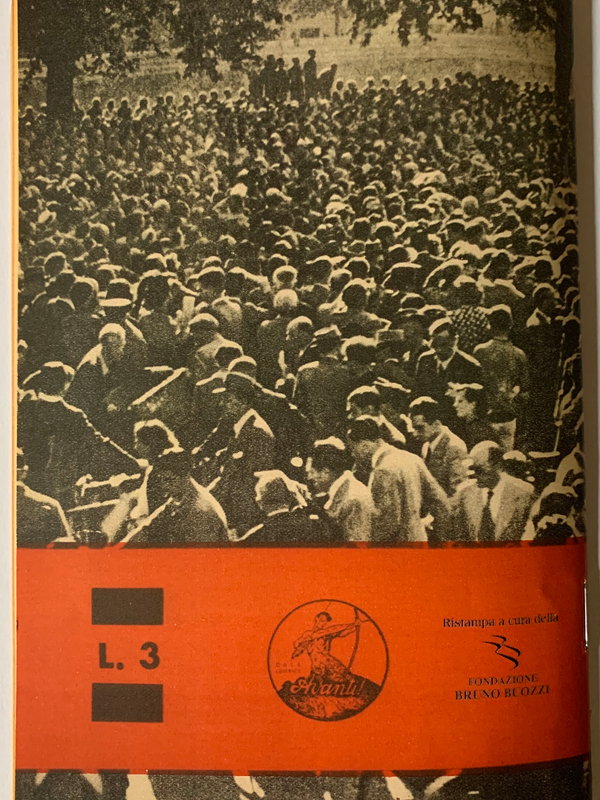 L. 3
Avanti!
Ristampa a cura della
FONDAZIONE
BRUNO BUOZZI